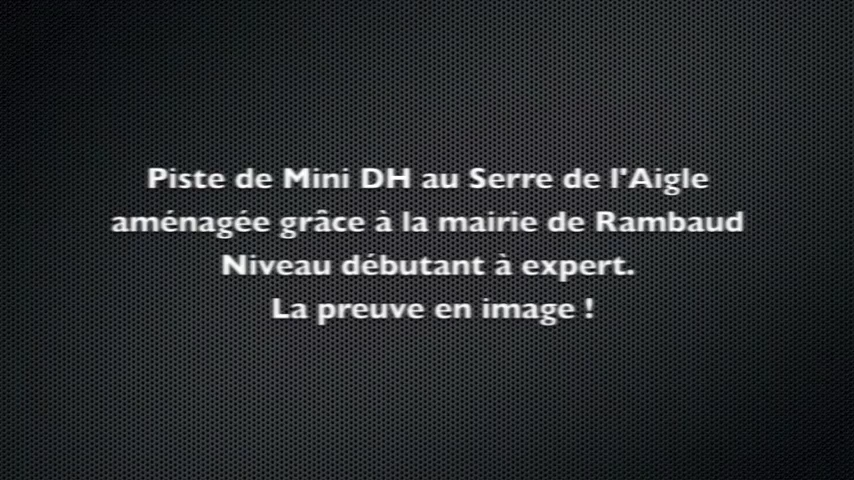 Piste de Mini DH au Serre de l'Aigle
aménagée grâce à la mairie de Rambaud
Niveau débutant à expert.
La preuve en image !